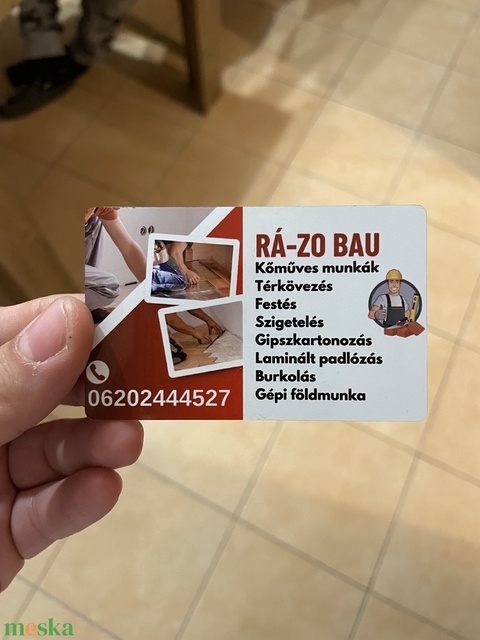 RÁ-ZO BAU
Kőműves munkák
Térkövezés
Festés
Szigetelés
Gipszkartonozás
Laminált padlózás
Burkolás
Gépi földmunka
06202444527
meska